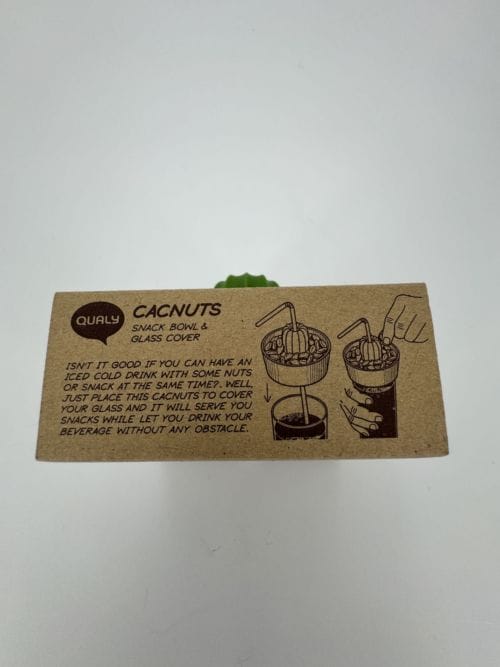 QUALY
CACNUTS
SNACK BOWL &
GLASS COVER
ISN'T IT GOOD IF YOU CAN HAVE AN
ICED COLD DRINK WITH SOME NUTS
OR SNACK AT THE SAME TIME?. WELL,
JUST PLACE THIS CACNUTS TO COVER
YOUR GLASS AND IT WILL SERVE YOU
SNACKS WHILE LET YOU DRINK YOUR
BEVERAGE WITHOUT ANY OBSTACLE.